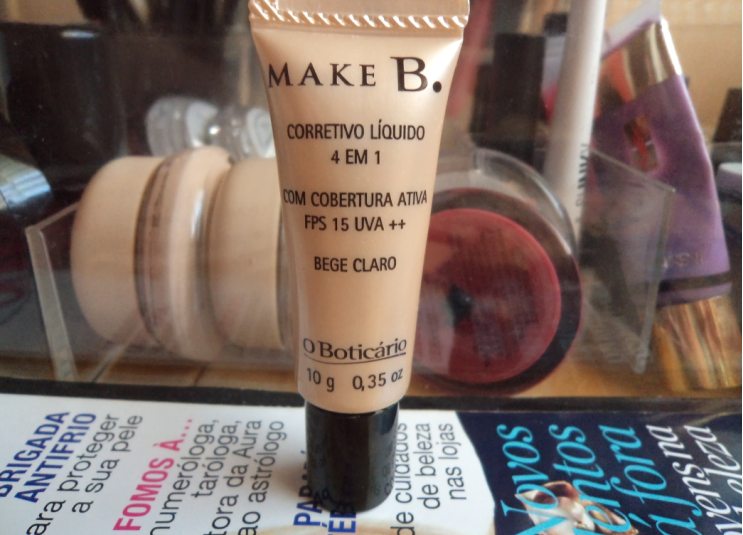 MAKE B.
CORRETIVO LÍQUIDO
4 EM 1
COM COBERTURA ATIVA
FPS 15 UVA ++
BEGE CLARO
O Boticário
10 g 0,35 oz
BRIGADA
ANTIFRIO
ara proteger
a sua pele
FOMOS À...
numeróloga,
taróloga,
tora da Aura
ao astrólogo
de cuidados
de beleza
nas lojas
Novos
á fora